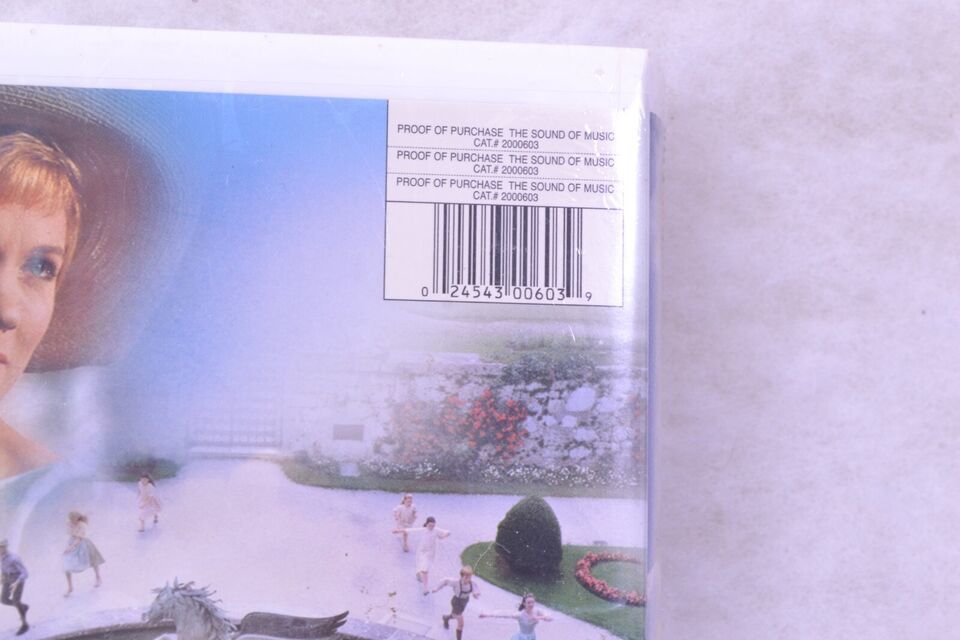 PROOF OF PURCHASE THE SOUND OF MUSIC
CAT.# 2000603
PROOF OF PURCHASE THE SOUND OF MUSIC
CAT.# 2000603
PROOF OF PURCHASE THE SOUND OF MUSIC
CAT.# 2000603
0 24543 00603 9